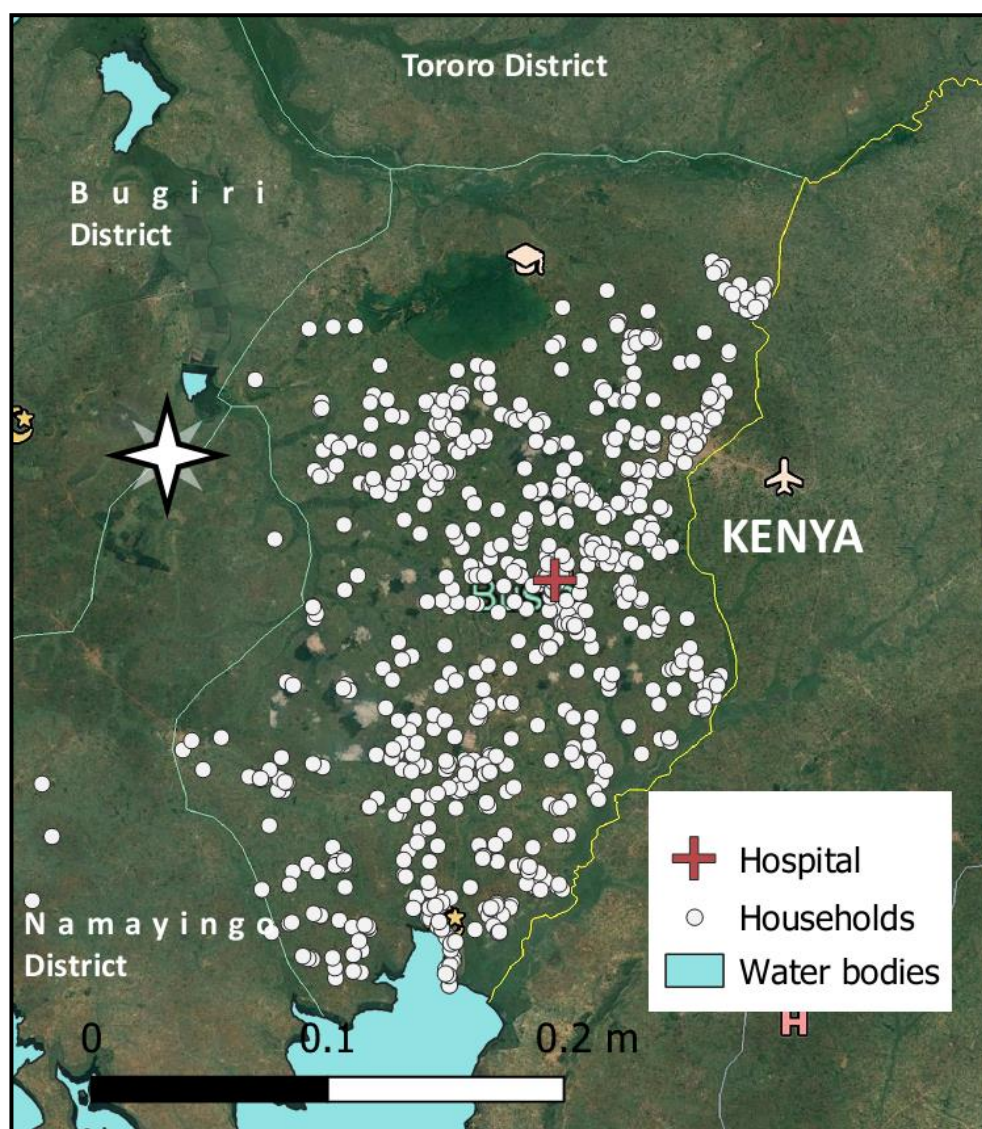 Tororo District
B u g i r i
District
KENYA
Hospital
Households
Water bodies
N a m a y i n g o
District
0
0.1
0.2 m
H